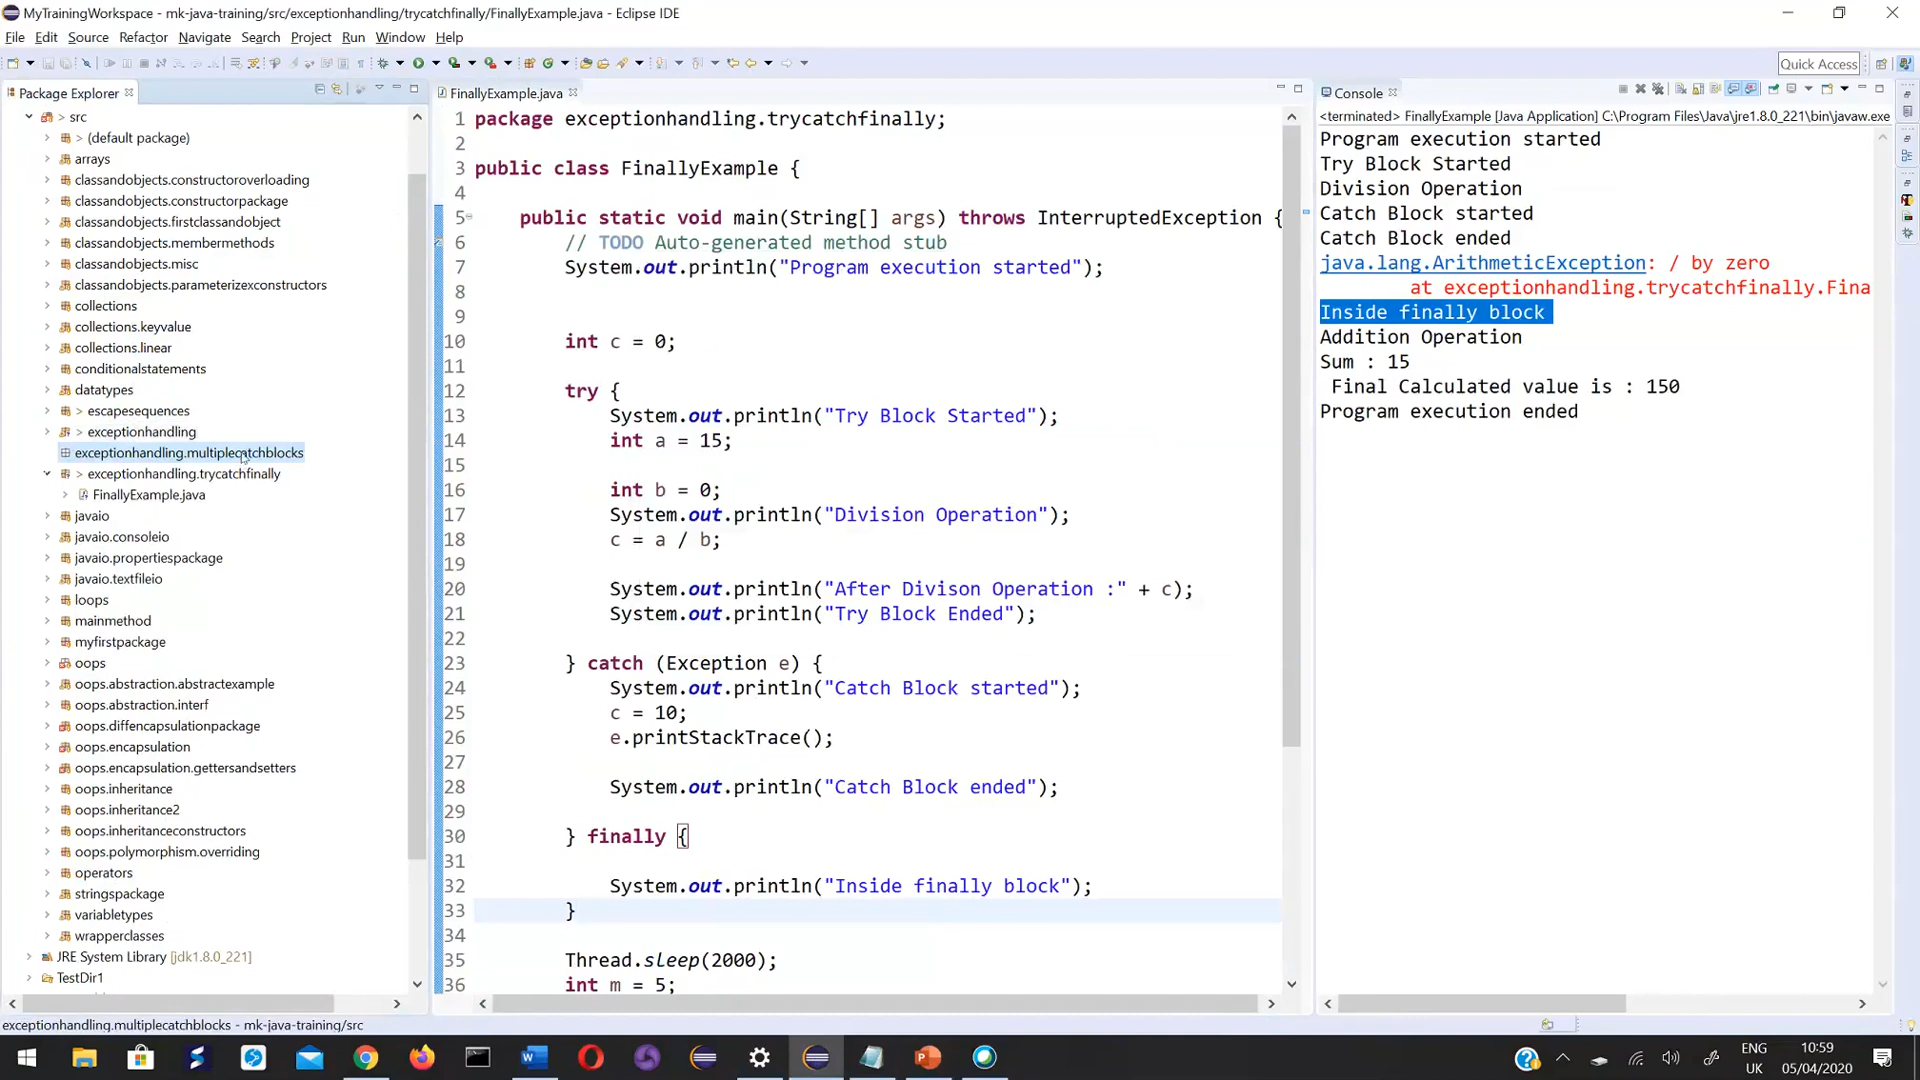 MyTrainingWorkspace - mk-java-training/src/exceptionhandling/trycatchfinally/FinallyExample.java - Eclipse IDE
File Edit Source Refactor Navigate Search Project Run Window Help
Quick Access
Package Explorer
> src
> (default package)
arrays
classandobjects.constructoroverloading
classandobjects.constructorpackage
classandobjects.firstclassandobject
classandobjects.membermethods
classandobjects.misc
classandobjects.parameterizexconstructors
collections
collections.keyvalue
collections.linear
conditionalstatements
datatypes
> escapesequences
> exceptionhandling
exceptionhandling.multiplecatchblocks
> exceptionhandling.trycatchfinally
FinallyExample.java
javaio
javaio.consoleio
javaio.propertiespackage
javaio.textfileio
loops
mainmethod
myfirstpackage
oops
oops.abstraction.abstractexample
oops.abstraction.interf
oops.diffencapsulationpackage
oops.encapsulation
oops.encapsulation.gettersandsetters
oops.inheritance
oops.inheritance2
oops.inheritanceconstructors
oops.polymorphism.overriding
operators
stringspackage
variabletypes
wrapperclasses
JRE System Library [jdk1.8.0_221]
TestDir1
FinallyExample.java
1 package exceptionhandling.trycatchfinally;
2
3 public class FinallyExample {
4
5 public static void main(String[] args) throws InterruptedException {
6 // TODO Auto-generated method stub
7 System.out.println("Program execution started");
8
9
10 int c = 0;
11
12 try {
13 System.out.println("Try Block Started");
14 int a = 15;
15
16 int b = 0;
17 System.out.println("Division Operation");
18 c = a / b;
19
20 System.out.println("After Divison Operation :" + c);
21 System.out.println("Try Block Ended");
22
23 } catch (Exception e) {
24 System.out.println("Catch Block started");
25 c = 10;
26 e.printStackTrace();
27
28 System.out.println("Catch Block ended");
29
30 } finally {
31
32 System.out.println("Inside finally block");
33 }
34
35 Thread.sleep(2000);
36 int m = 5;
Console
<terminated> FinallyExample [Java Application] C:\Program Files\Java\jre1.8.0_221\bin\javaw.exe
Program execution started
Try Block Started
Division Operation
Catch Block started
Catch Block ended
java.lang.ArithmeticException: / by zero
at exceptionhandling.trycatchfinally.Fina
Inside finally block
Addition Operation
Sum : 15
Final Calculated value is : 150
Program execution ended
exceptionhandling.multiplecatchblocks - mk-java-training/src
ENG
UK
10:59
05/04/2020